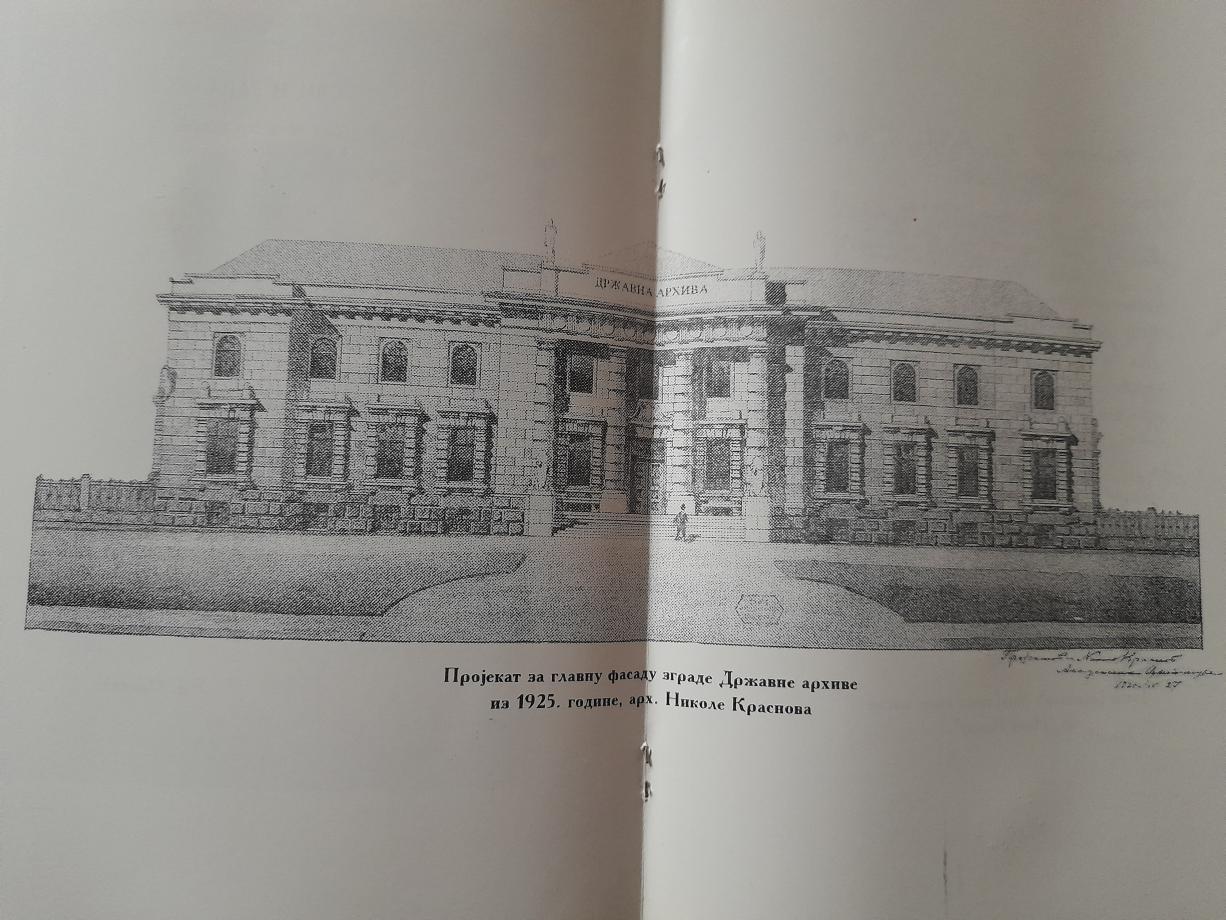 ДРЖАВНА АРХИВА
Пројекат за главну фасаду зграде Државне архиве
из 1925. године, арх. Николе Краснова